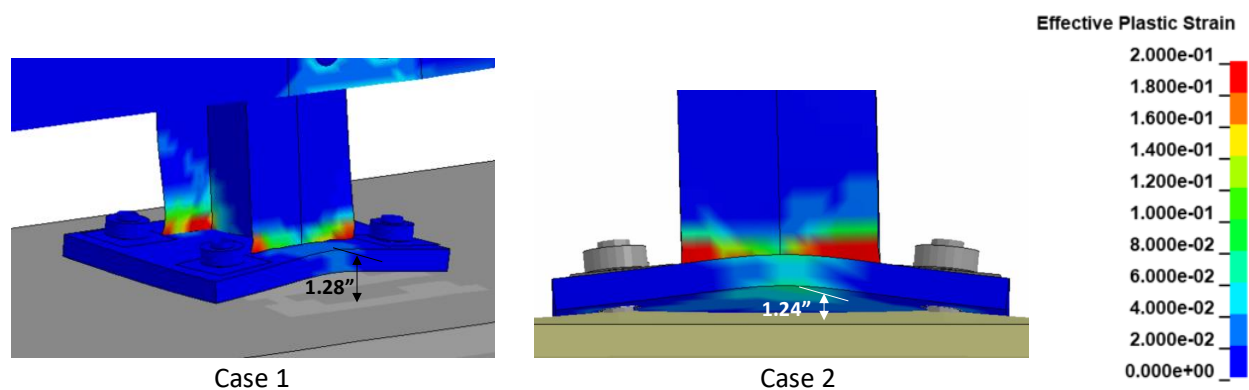 Effective Plastic Strain
2.000e-01
1.800e-01
1.600e-01
1.400e-01
1.200e-01
1.000e-01
8.000e-02
6.000e-02
4.000e-02
2.000e-02
0.000e+00
1.28”
1.24”
Case 1
Case 2